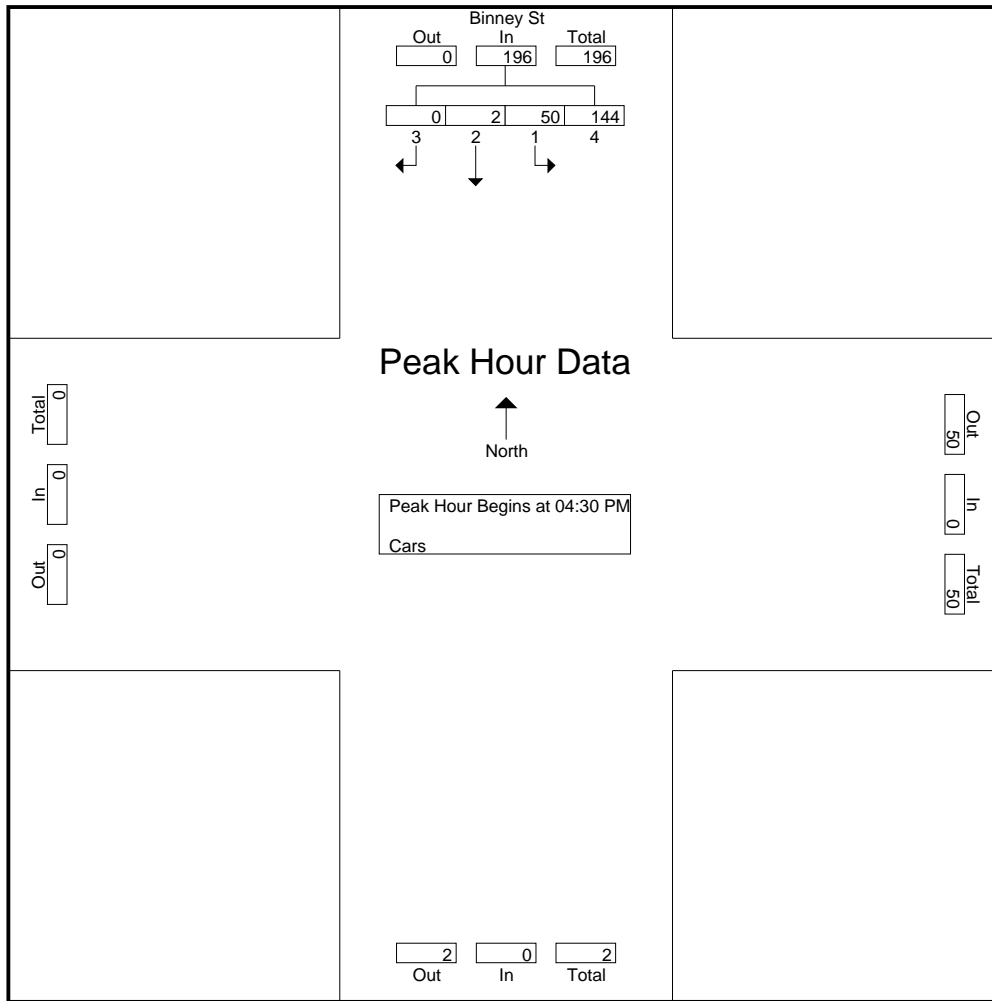 Binney St
Out In Total
0 196 196
0 2 50 144
3 2 1 4
Peak Hour Data
North
Peak Hour Begins at 04:30 PM
Cars
Total
0
In
0
Out
0
Out
50
In
0
Total
50
2 0 2
Out In Total